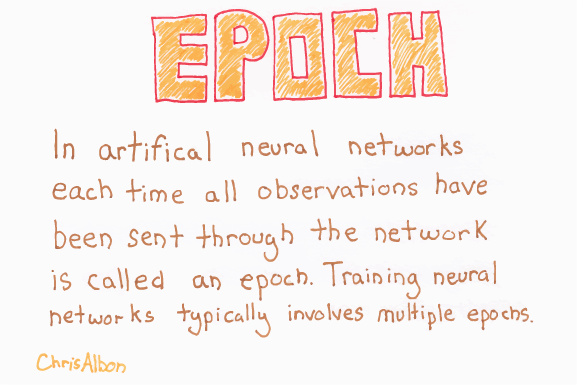 EPOCH
In artifical neural networks
each time all observations have
been sent through the network
is called an epoch. Training neural
networks typically involves multiple epochs.
ChrisAlbon